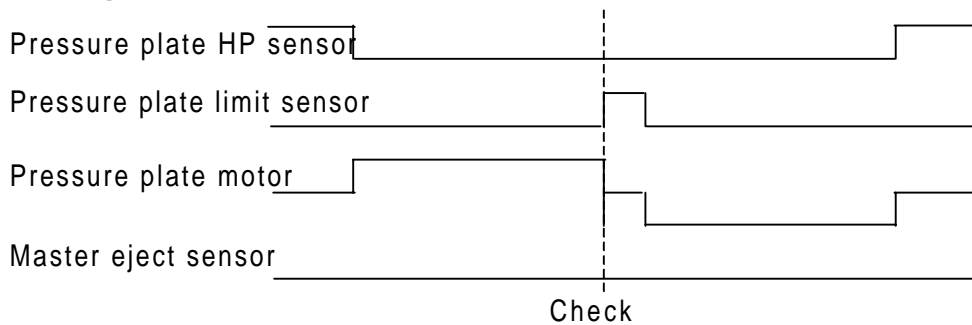 Pressure plate HP sensor
Pressure plate limit sensor
Pressure plate motor
Master eject sensor
Check